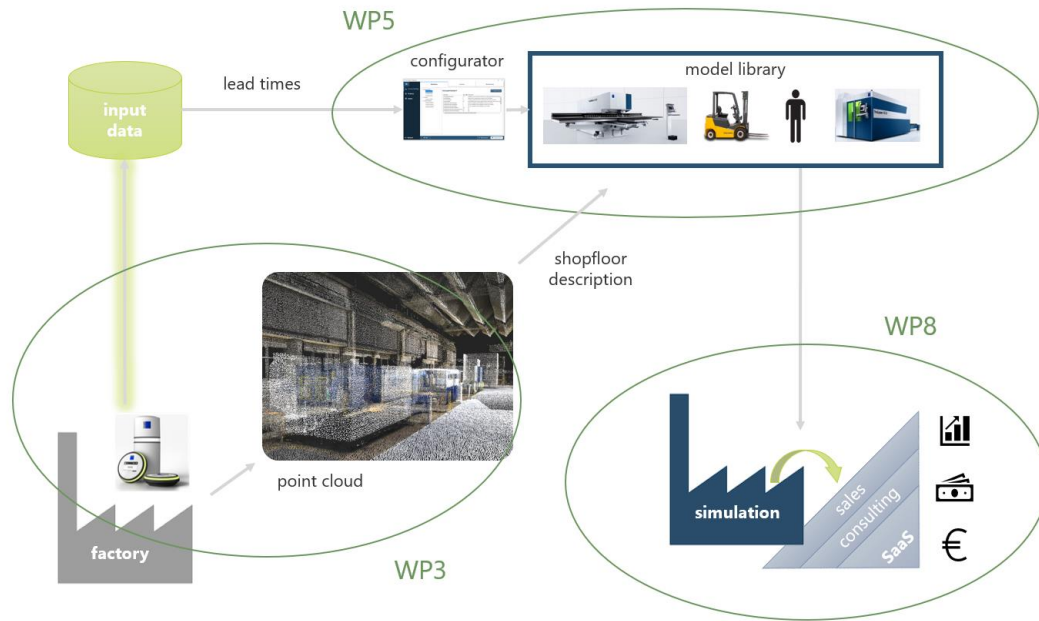 WP5
configurator
model library
lead times
input
data
shopfloor
description
WP8
point cloud
simulation
sales
consulting
SaaS
€
factory
WP3